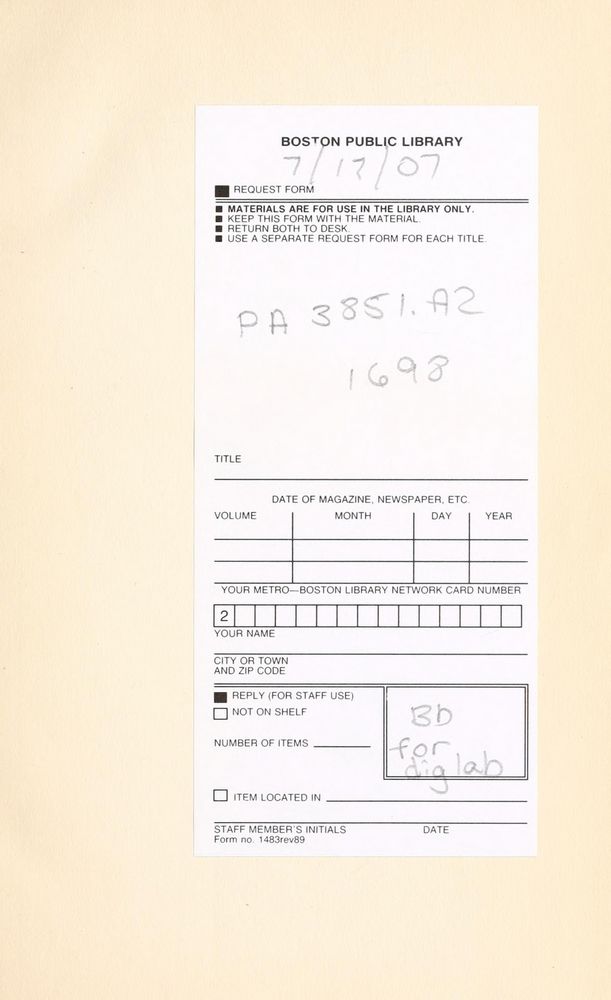 BOSTON PUBLIC LIBRARY
7/17/07
REQUEST FORM
MATERIALS ARE FOR USE IN THE LIBRARY ONLY.
KEEP THIS FORM WITH THE MATERIAL.
RETURN BOTH TO DESK.
USE A SEPARATE REQUEST FORM FOR EACH TITLE.
PA 3851.A2
1698
TITLE
DATE OF MAGAZINE, NEWSPAPER, ETC.
VOLUME MONTH DAY YEAR
YOUR METRO—BOSTON LIBRARY NETWORK CARD NUMBER
2
YOUR NAME
CITY OR TOWN
AND ZIP CODE
REPLY (FOR STAFF USE)
NOT ON SHELF
BD
for
dig lab
NUMBER OF ITEMS
ITEM LOCATED IN
STAFF MEMBER'S INITIALS DATE
Form no. 1483rev89